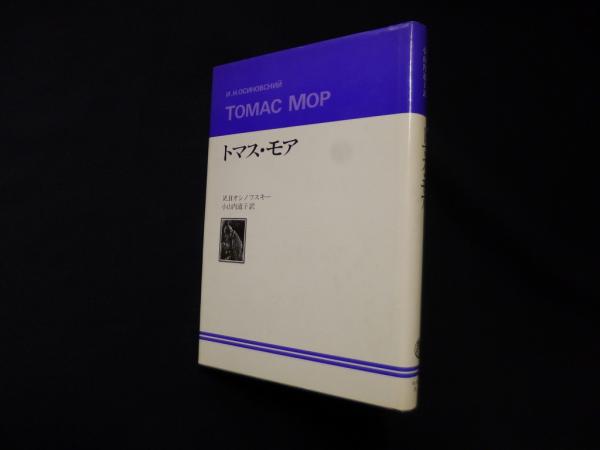 И.Н.ОСИНОВСКИЙ
ТОМАС МОР
トマス・モア
И.Н オシノフスキー
小山内道子訳